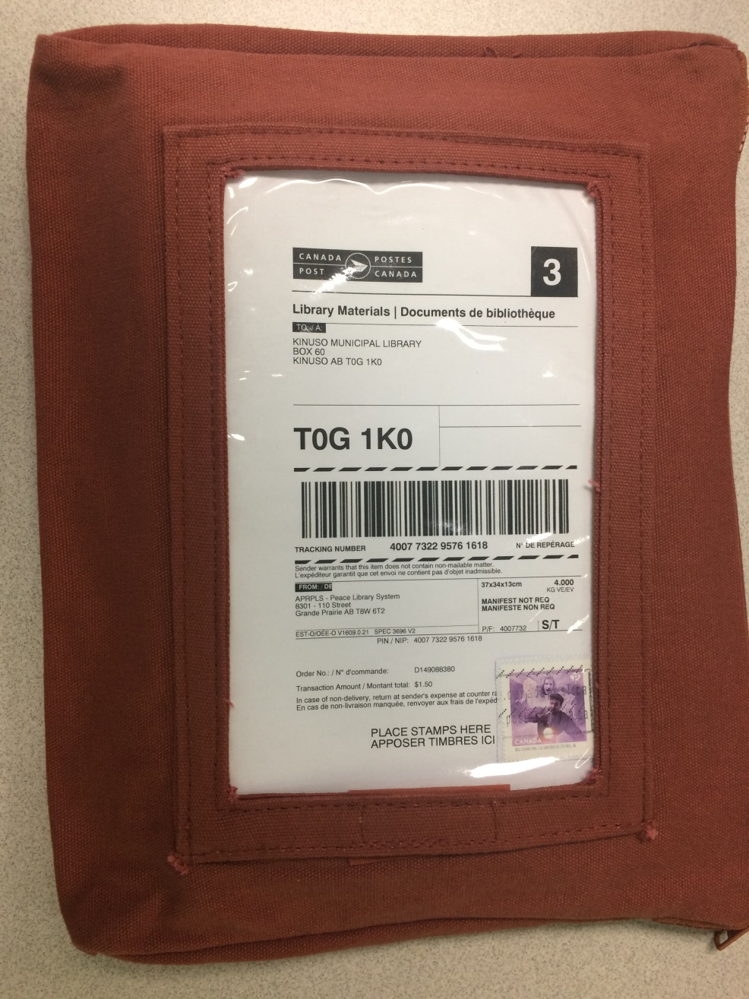 CANADA POSTES
POST CANADA
3
Library Materials | Documents de bibliothèque
TO: / A:
KINUSO MUNICIPAL LIBRARY
BOX 60
KINUSO AB T0G 1K0
T0G 1K0
TRACKING NUMBER 4007 7322 9576 1618 N° DE REPÉRAGE
Sender warrants that this item does not contain non-mailable matter.
L'expéditeur garantit que cet envoi ne contient pas d'objet inadmissible.
FROM: / DE
APRPLS - Peace Library System
8301 - 110 Street
Grande Prairie AB T8W 6T2
37x34x13cm 4.000
KG VE/EV
MANIFEST NOT REQ
MANIFESTE NON REQ
P/F: 4007732 S/T
EST-O/OÉE-O V1609.0.21 SPEC 3696 V2
PIN / NIP: 4007 7322 9576 1618
Order No.: / N° d'commande: D149088380
Transaction Amount / Montant total: $1.50
In case of non-delivery, return at sender's expense at counter
En cas de non-livraison manquée, renvoyer aux frais de
PLACE STAMPS HERE
APPOSER TIMBRES ICI
P
CANADA